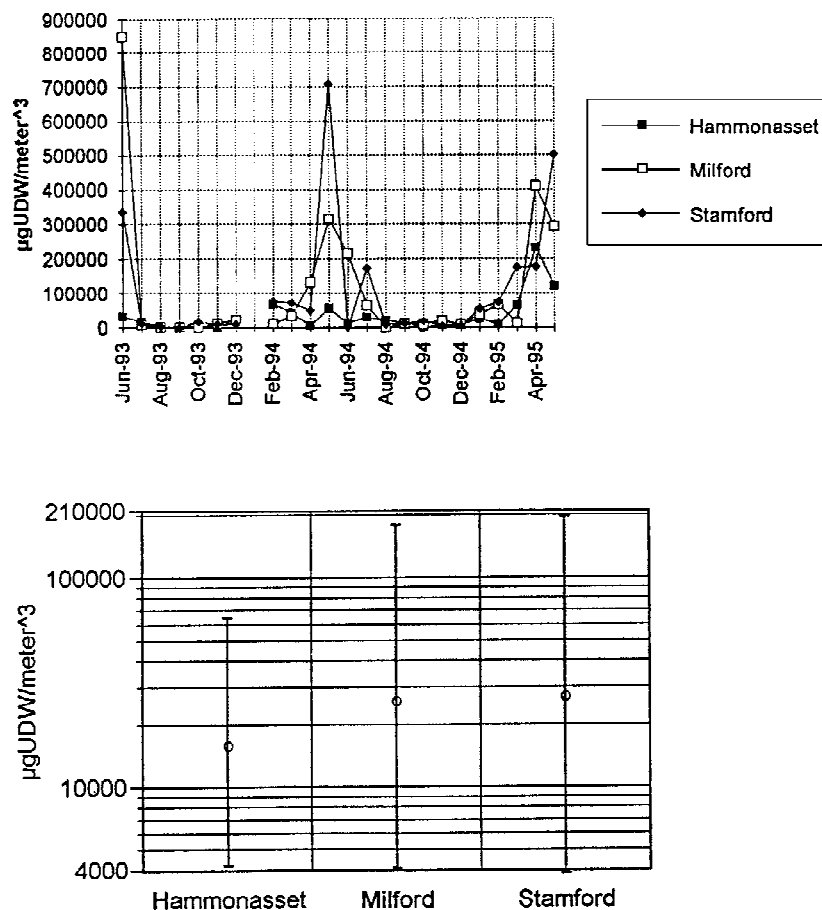 µgUDW/meter^3
900000
800000
700000
600000
500000
400000
300000
200000
100000
0
Jun-93
Aug-93
Oct-93
Dec-93
Feb-94
Apr-94
Jun-94
Aug-94
Oct-94
Dec-94
Feb-95
Apr-95
Hammonasset
Milford
Stamford
µgUDW/meter^3
210000
100000
10000
4000
Hammonasset
Milford
Stamford